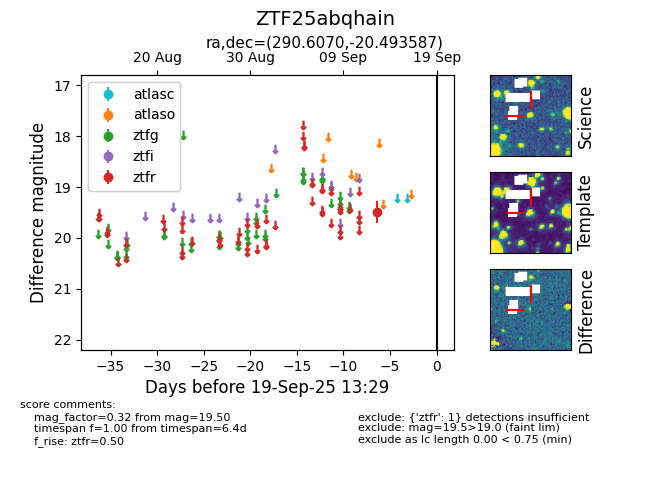 ZTF25abqhain
ra,dec=(290.6070,-20.493587)
20 Aug 30 Aug 09 Sep 19 Sep
atlasc
atlaso
ztfg
ztfi
ztfr
17
18
19
20
21
22
Difference magnitude
−35 −30 −25 −20 −15 −10 −5 0
Days before 19-Sep-25 13:29
Science
Template
Difference
score comments:
mag_factor=0.32 from mag=19.50
timespan f=1.00 from timespan=6.4d
f_rise: ztfr=0.50
exclude: {'ztfr': 1} detections insufficient
exclude: mag=19.5>19.0 (faint lim)
exclude as lc length 0.00 < 0.75 (min)